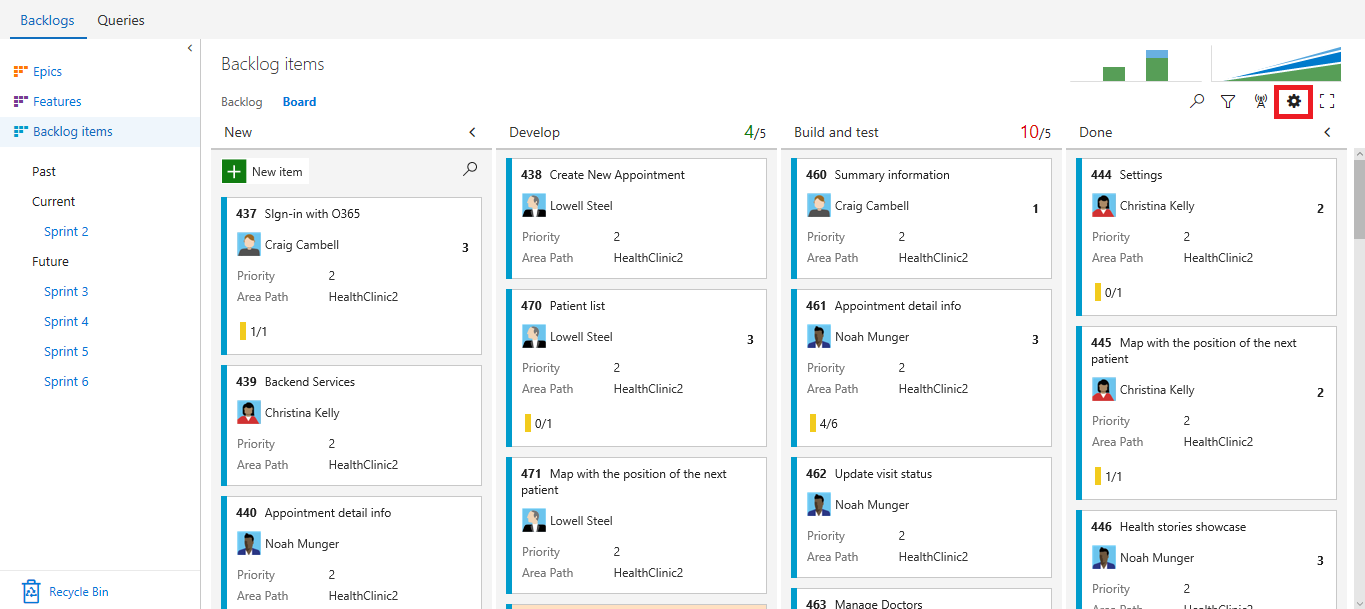 Backlogs Queries
Epics
Features
Backlog items
Past
Current
Sprint 2
Future
Sprint 3
Sprint 4
Sprint 5
Sprint 6
Recycle Bin
Backlog items
Backlog Board
New
New item
437 SIgn-in with O365
Craig Cambell 3
Priority 2
Area Path HealthClinic2
1/1
439 Backend Services
Christina Kelly
Priority 2
Area Path HealthClinic2
440 Appointment detail info
Noah Munger
Priority 2
Area Path HealthClinic2
Develop 4/5
438 Create New Appointment
Lowell Steel
Priority 2
Area Path HealthClinic2
470 Patient list
Lowell Steel 3
Priority 2
Area Path HealthClinic2
0/1
471 Map with the position of the next
patient
Lowell Steel
Priority 2
Area Path HealthClinic2
Build and test 10/5
460 Summary information
Craig Cambell 1
Priority 2
Area Path HealthClinic2
461 Appointment detail info
Noah Munger 3
Priority 2
Area Path HealthClinic2
4/6
462 Update visit status
Noah Munger
Priority 2
Area Path HealthClinic2
463 Manage Doctors
Done
444 Settings
Christina Kelly 2
Priority 2
Area Path HealthClinic2
0/1
445 Map with the position of the next
patient
Christina Kelly 2
Priority 2
Area Path HealthClinic2
1/1
446 Health stories showcase
Noah Munger 3
Priority 2
Area Path HealthClinic2